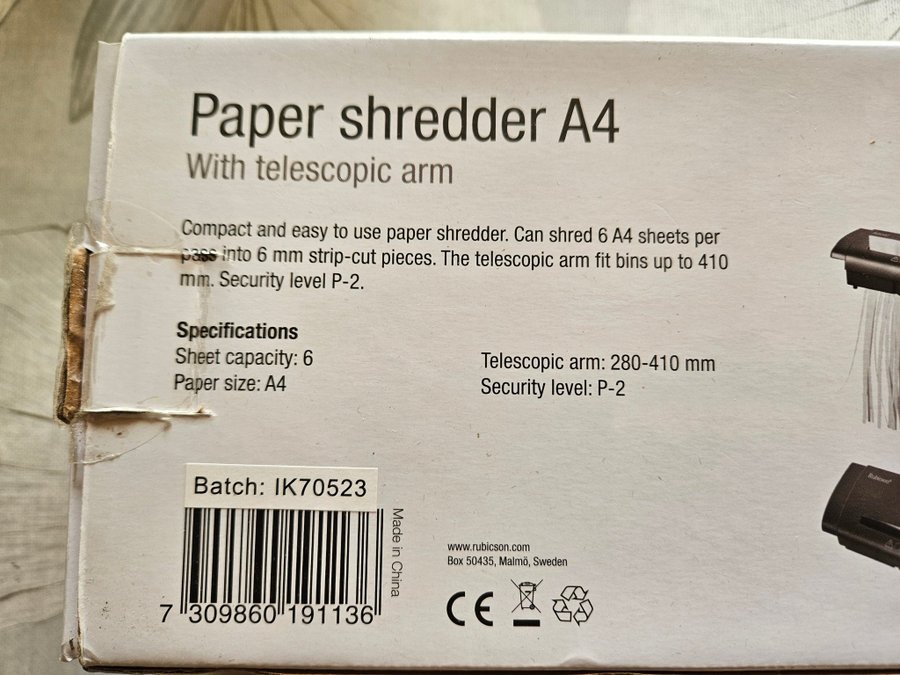 Paper shredder A4
With telescopic arm
Compact and easy to use paper shredder. Can shred 6 A4 sheets per
pass into 6 mm strip-cut pieces. The telescopic arm fit bins up to 410
mm. Security level P-2.
Specifications
Sheet capacity: 6
Paper size: A4
Telescopic arm: 280-410 mm
Security level: P-2
Batch: IK70523
Made in China
7 309860 191136
www.rubicson.com
Box 50435, Malmö, Sweden
CE
Rubicson